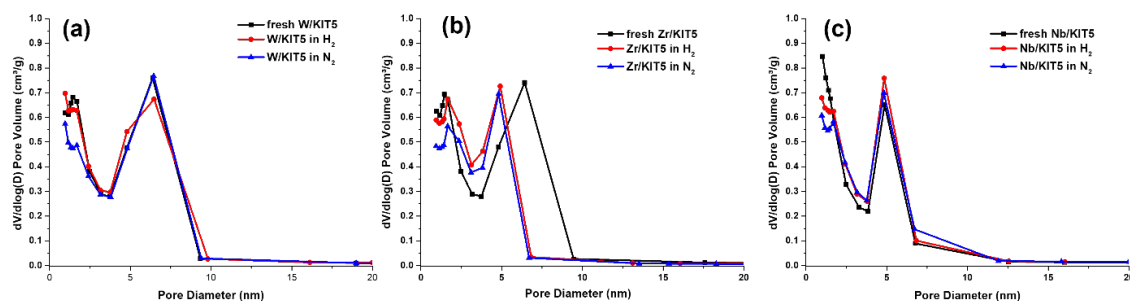 (a)
fresh W/KIT5
W/KIT5 in H₂
W/KIT5 in N₂
dV/dlog(D) Pore Volume (cm³/g)
1.0
0.9
0.8
0.7
0.6
0.5
0.4
0.3
0.2
0.1
0.0
0 5 10 15 20
Pore Diameter (nm)
(b)
fresh Zr/KIT5
Zr/KIT5 in H₂
Zr/KIT5 in N₂
dV/dlog(D) Pore Volume (cm³/g)
1.0
0.9
0.8
0.7
0.6
0.5
0.4
0.3
0.2
0.1
0.0
0 5 10 15 20
Pore Diameter (nm)
(c)
fresh Nb/KIT5
Nb/KIT5 in H₂
Nb/KIT5 in N₂
dV/dlog(D) Pore Volume (cm³/g)
1.0
0.9
0.8
0.7
0.6
0.5
0.4
0.3
0.2
0.1
0.0
0 5 10 15 20
Pore Diameter (nm)